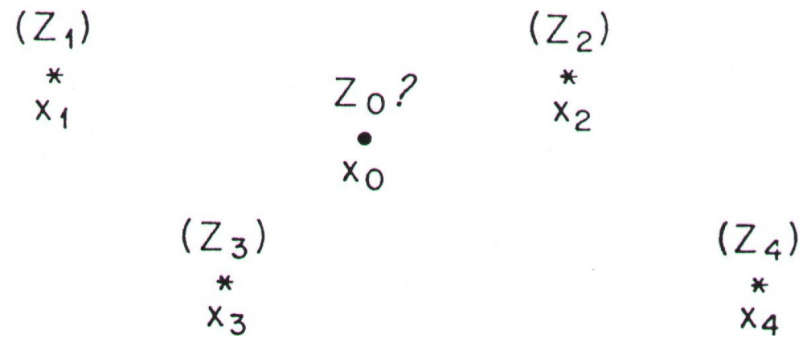 (Z₁)
*
x₁
(Z₂)
*
x₂
Z₀?
•
x₀
(Z₃)
*
x₃
(Z₄)
*
x₄